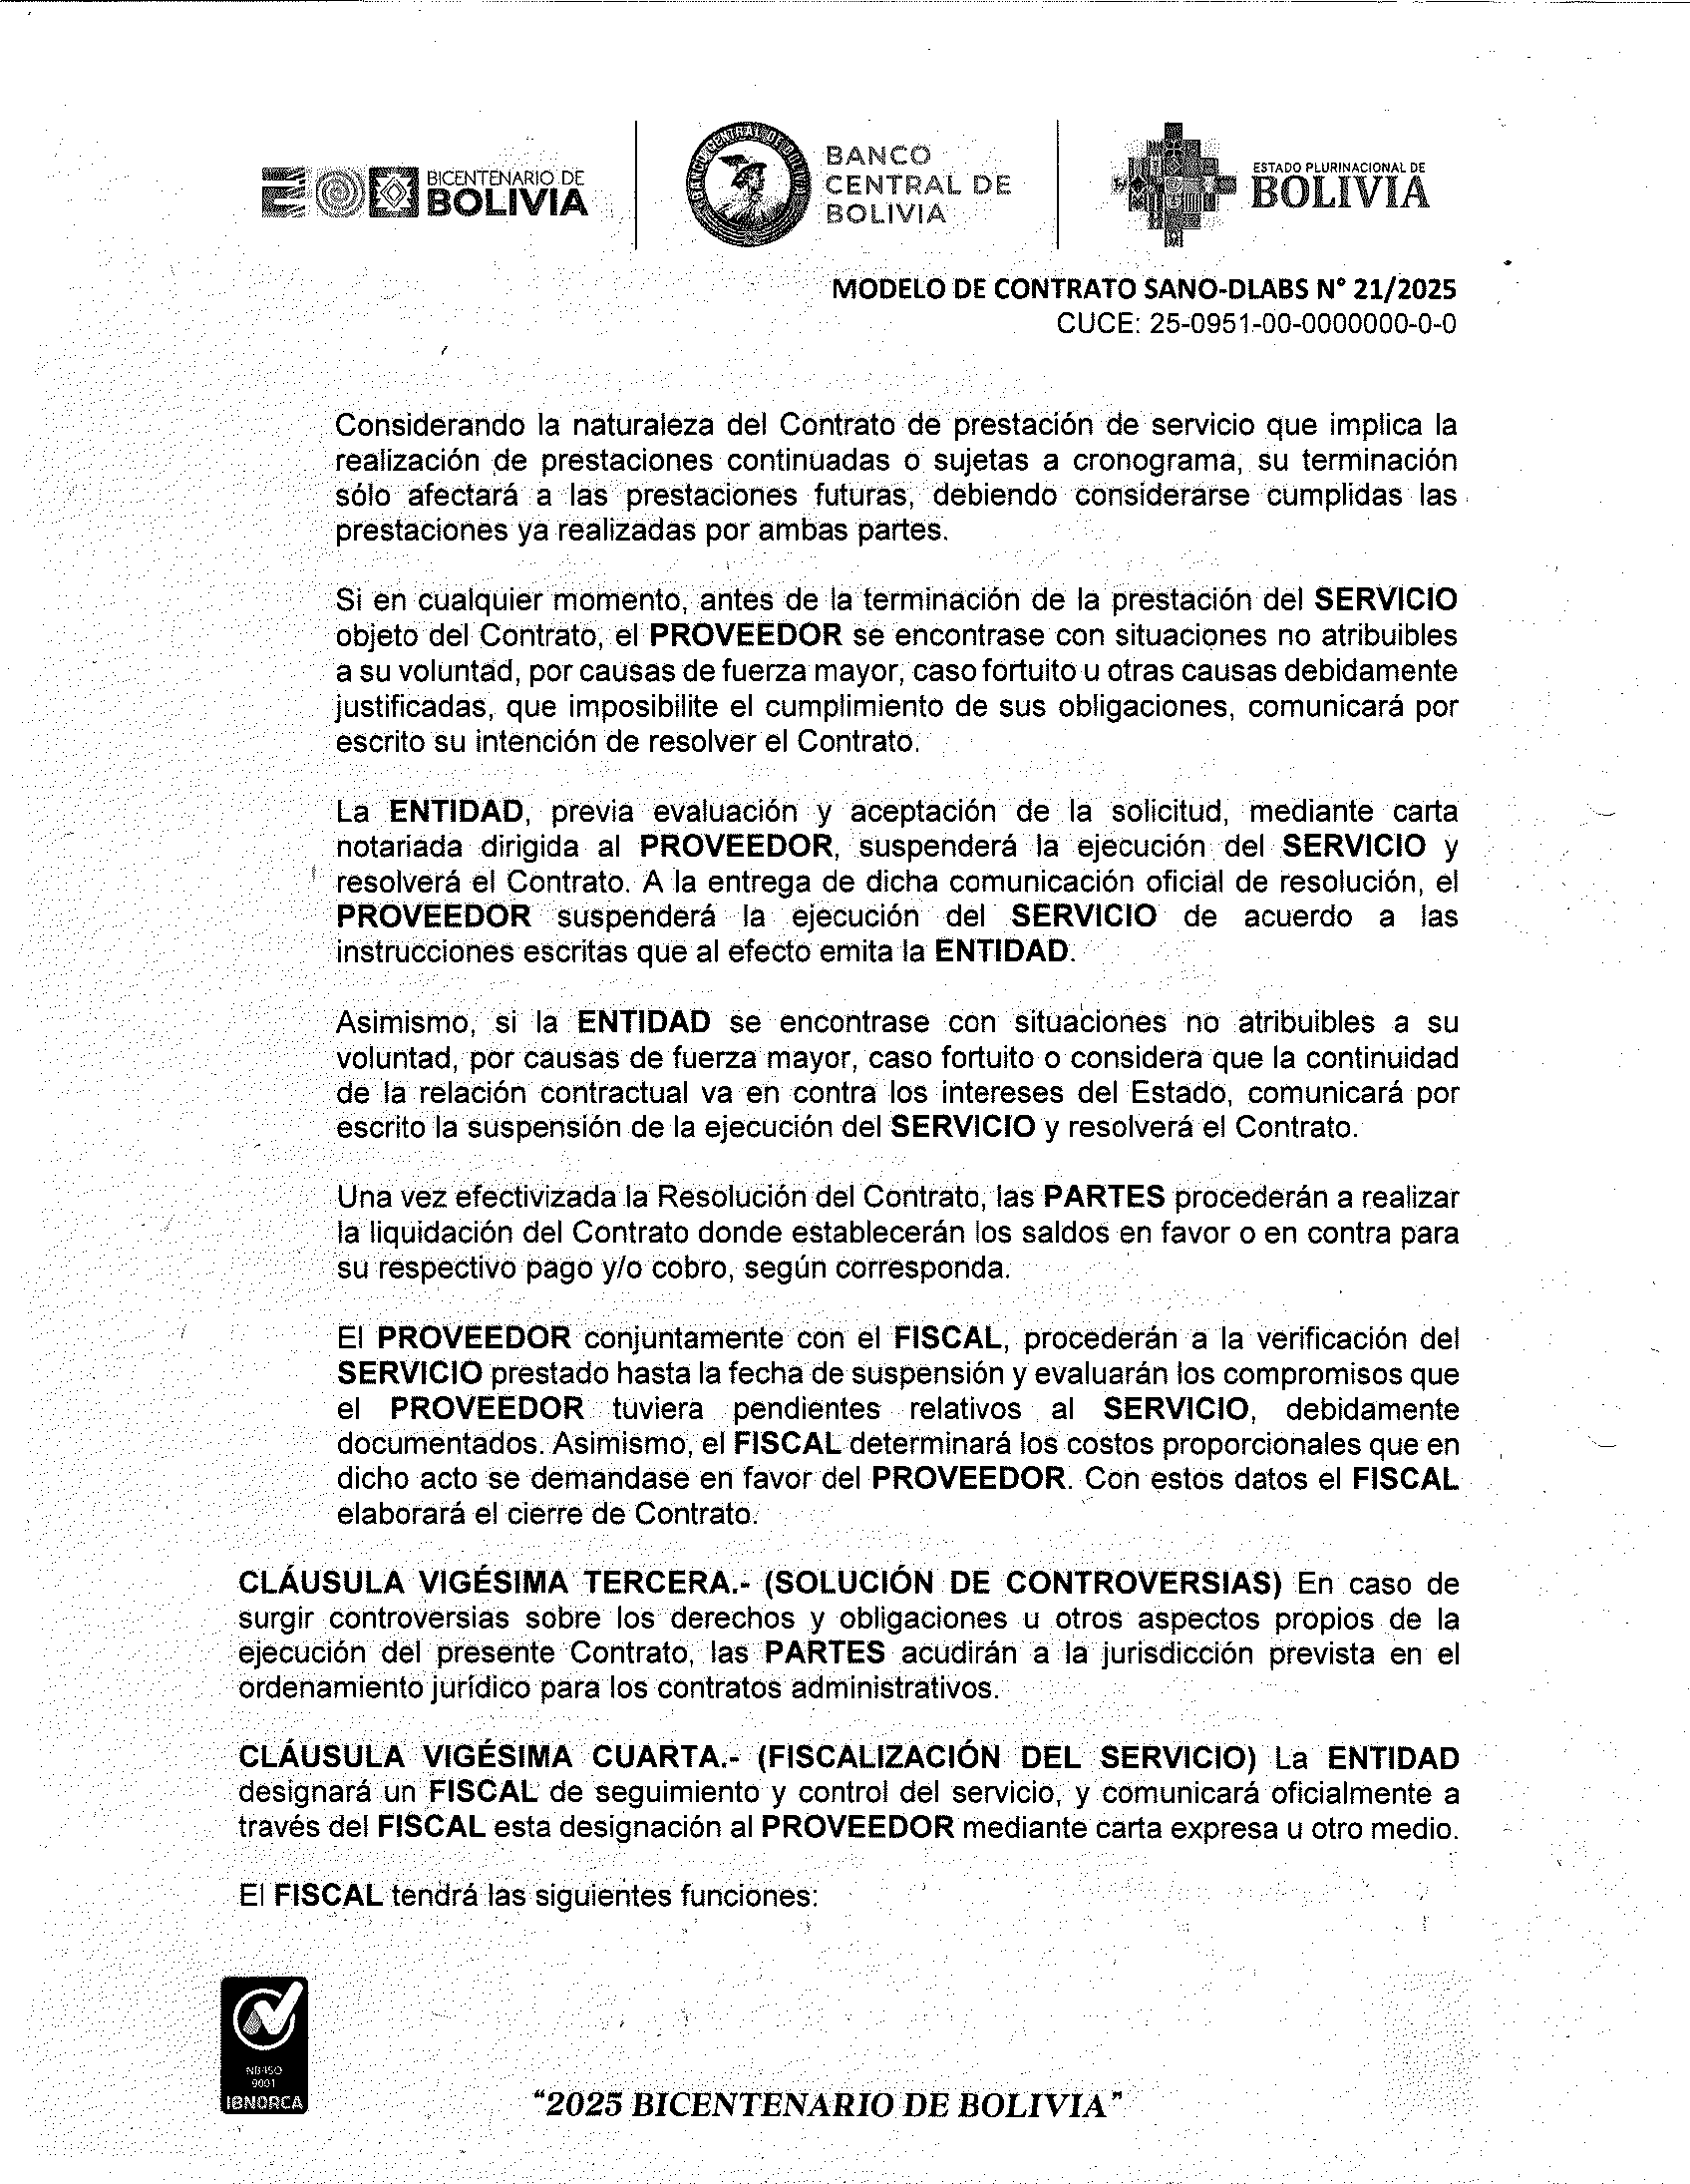 BICENTENARIO DE
BOLIVIA
BANCO CENTRAL DE BOLIVIA
BANCO
CENTRAL DE
BOLIVIA
ESTADO PLURINACIONAL DE
BOLIVIA
MODELO DE CONTRATO SANO-DLABS N° 21/2025
CUCE: 25-0951-00-0000000-0-0
Considerando la naturaleza del Contrato de prestación de servicio que implica la
realización de prestaciones continuadas o sujetas a cronograma, su terminación
sólo afectará a las prestaciones futuras, debiendo considerarse cumplidas las
prestaciones ya realizadas por ambas partes.
Si en cualquier momento, antes de la terminación de la prestación del SERVICIO
objeto del Contrato, el PROVEEDOR se encontrase con situaciones no atribuibles
a su voluntad, por causas de fuerza mayor, caso fortuito u otras causas debidamente
justificadas, que imposibilite el cumplimiento de sus obligaciones, comunicará por
escrito su intención de resolver el Contrato.
La ENTIDAD, previa evaluación y aceptación de la solicitud, mediante carta
notariada dirigida al PROVEEDOR, suspenderá la ejecución del SERVICIO y
resolverá el Contrato. A la entrega de dicha comunicación oficial de resolución, el
PROVEEDOR suspenderá la ejecución del SERVICIO de acuerdo a las
instrucciones escritas que al efecto emita la ENTIDAD.
Asimismo, si la ENTIDAD se encontrase con situaciones no atribuibles a su
voluntad, por causas de fuerza mayor, caso fortuito o considera que la continuidad
de la relación contractual va en contra los intereses del Estado, comunicará por
escrito la suspensión de la ejecución del SERVICIO y resolverá el Contrato.
Una vez efectivizada la Resolución del Contrato, las PARTES procederán a realizar
la liquidación del Contrato donde establecerán los saldos en favor o en contra para
su respectivo pago y/o cobro, según corresponda.
El PROVEEDOR conjuntamente con el FISCAL, procederán a la verificación del
SERVICIO prestado hasta la fecha de suspensión y evaluarán los compromisos que
el PROVEEDOR tuviera pendientes relativos al SERVICIO, debidamente
documentados. Asimismo, el FISCAL determinará los costos proporcionales que en
dicho acto se demandase en favor del PROVEEDOR. Con estos datos el FISCAL
elaborará el cierre de Contrato.
CLÁUSULA VIGÉSIMA TERCERA.- (SOLUCIÓN DE CONTROVERSIAS) En caso de
surgir controversias sobre los derechos y obligaciones u otros aspectos propios de la
ejecución del presente Contrato, las PARTES acudirán a la jurisdicción prevista en el
ordenamiento jurídico para los contratos administrativos.
CLÁUSULA VIGÉSIMA CUARTA.- (FISCALIZACIÓN DEL SERVICIO) La ENTIDAD
designará un FISCAL de seguimiento y control del servicio, y comunicará oficialmente a
través del FISCAL esta designación al PROVEEDOR mediante carta expresa u otro medio.
El FISCAL tendrá las siguientes funciones:
NB-ISO
9001
IBNORCA
"2025 BICENTENARIO DE BOLIVIA"